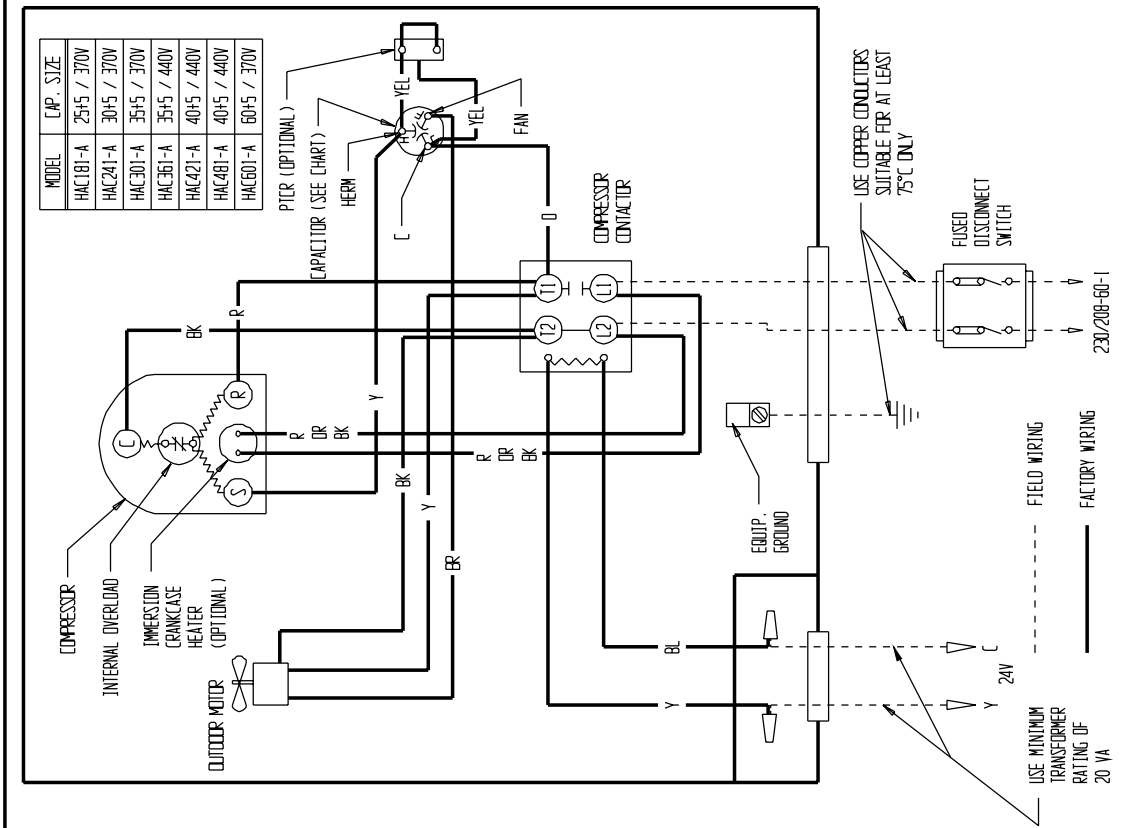 MODEL CAP. SIZE
HAC181-A 25+5 / 370V
HAC241-A 30+5 / 370V
HAC301-A 35+5 / 370V
HAC361-A 35+5 / 440V
HAC421-A 40+5 / 440V
HAC481-A 40+5 / 440V
HAC601-A 60+5 / 370V
PTCR (OPTIONAL)
CAPACITOR (SEE CHART)
HERM
C
YEL
YEL
H
C
F
FAN
O
COMPRESSOR
CONTACTOR
T1
L1
T2
L2
R
BK
Y
COMPRESSOR
INTERNAL OVERLOAD
IMMERSION
CRANKCASE
HEATER
(OPTIONAL)
C
R
S
R
OR
BK
R
OR
BK
OUTDOOR MOTOR
BK
Y
BR
BL
Y
EQUIP.
GROUND
USE COPPER CONDUCTORS
SUITABLE FOR AT LEAST
75°C ONLY
FUSED
DISCONNECT
SWITCH
230/208-60-1
FIELD WIRING
FACTORY WIRING
C
24V
Y
USE MINIMUM
TRANSFORMER
RATING OF
20 VA